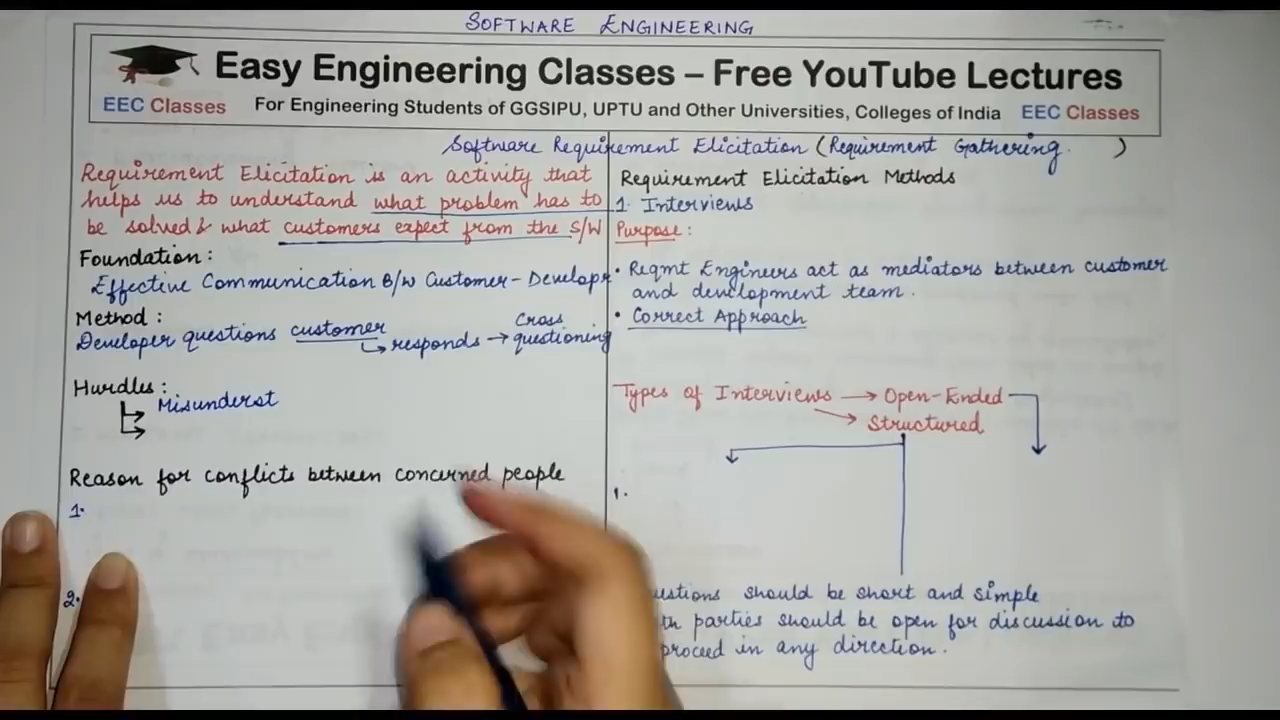 SOFTWARE ENGINEERING
Easy Engineering Classes – Free YouTube Lectures
EEC Classes For Engineering Students of GGSIPU, UPTU and Other Universities, Colleges of India EEC Classes
Software Requirement Elicitation (Requirement Gathering )
Requirement Elicitation is an activity that
helps us to understand what problem has to
be solved & what customers expect from the S/W
Foundation:
Effective Communication B/w Customer - Developr
Method:
Developer questions customer
responds → Cross
questioning
Hurdles:
Misunderst
Reason for conflicts between concerned people
1.
2.
Requirement Elicitation Methods
1. Interviews
Purpose:
• Reqmt Engineers act as mediators between customer
and development team.
• Correct Approach
Types of Interviews → Open-Ended
→ Structured
1.
should be short and simple
parties should be open for discussion to
proceed in any direction.